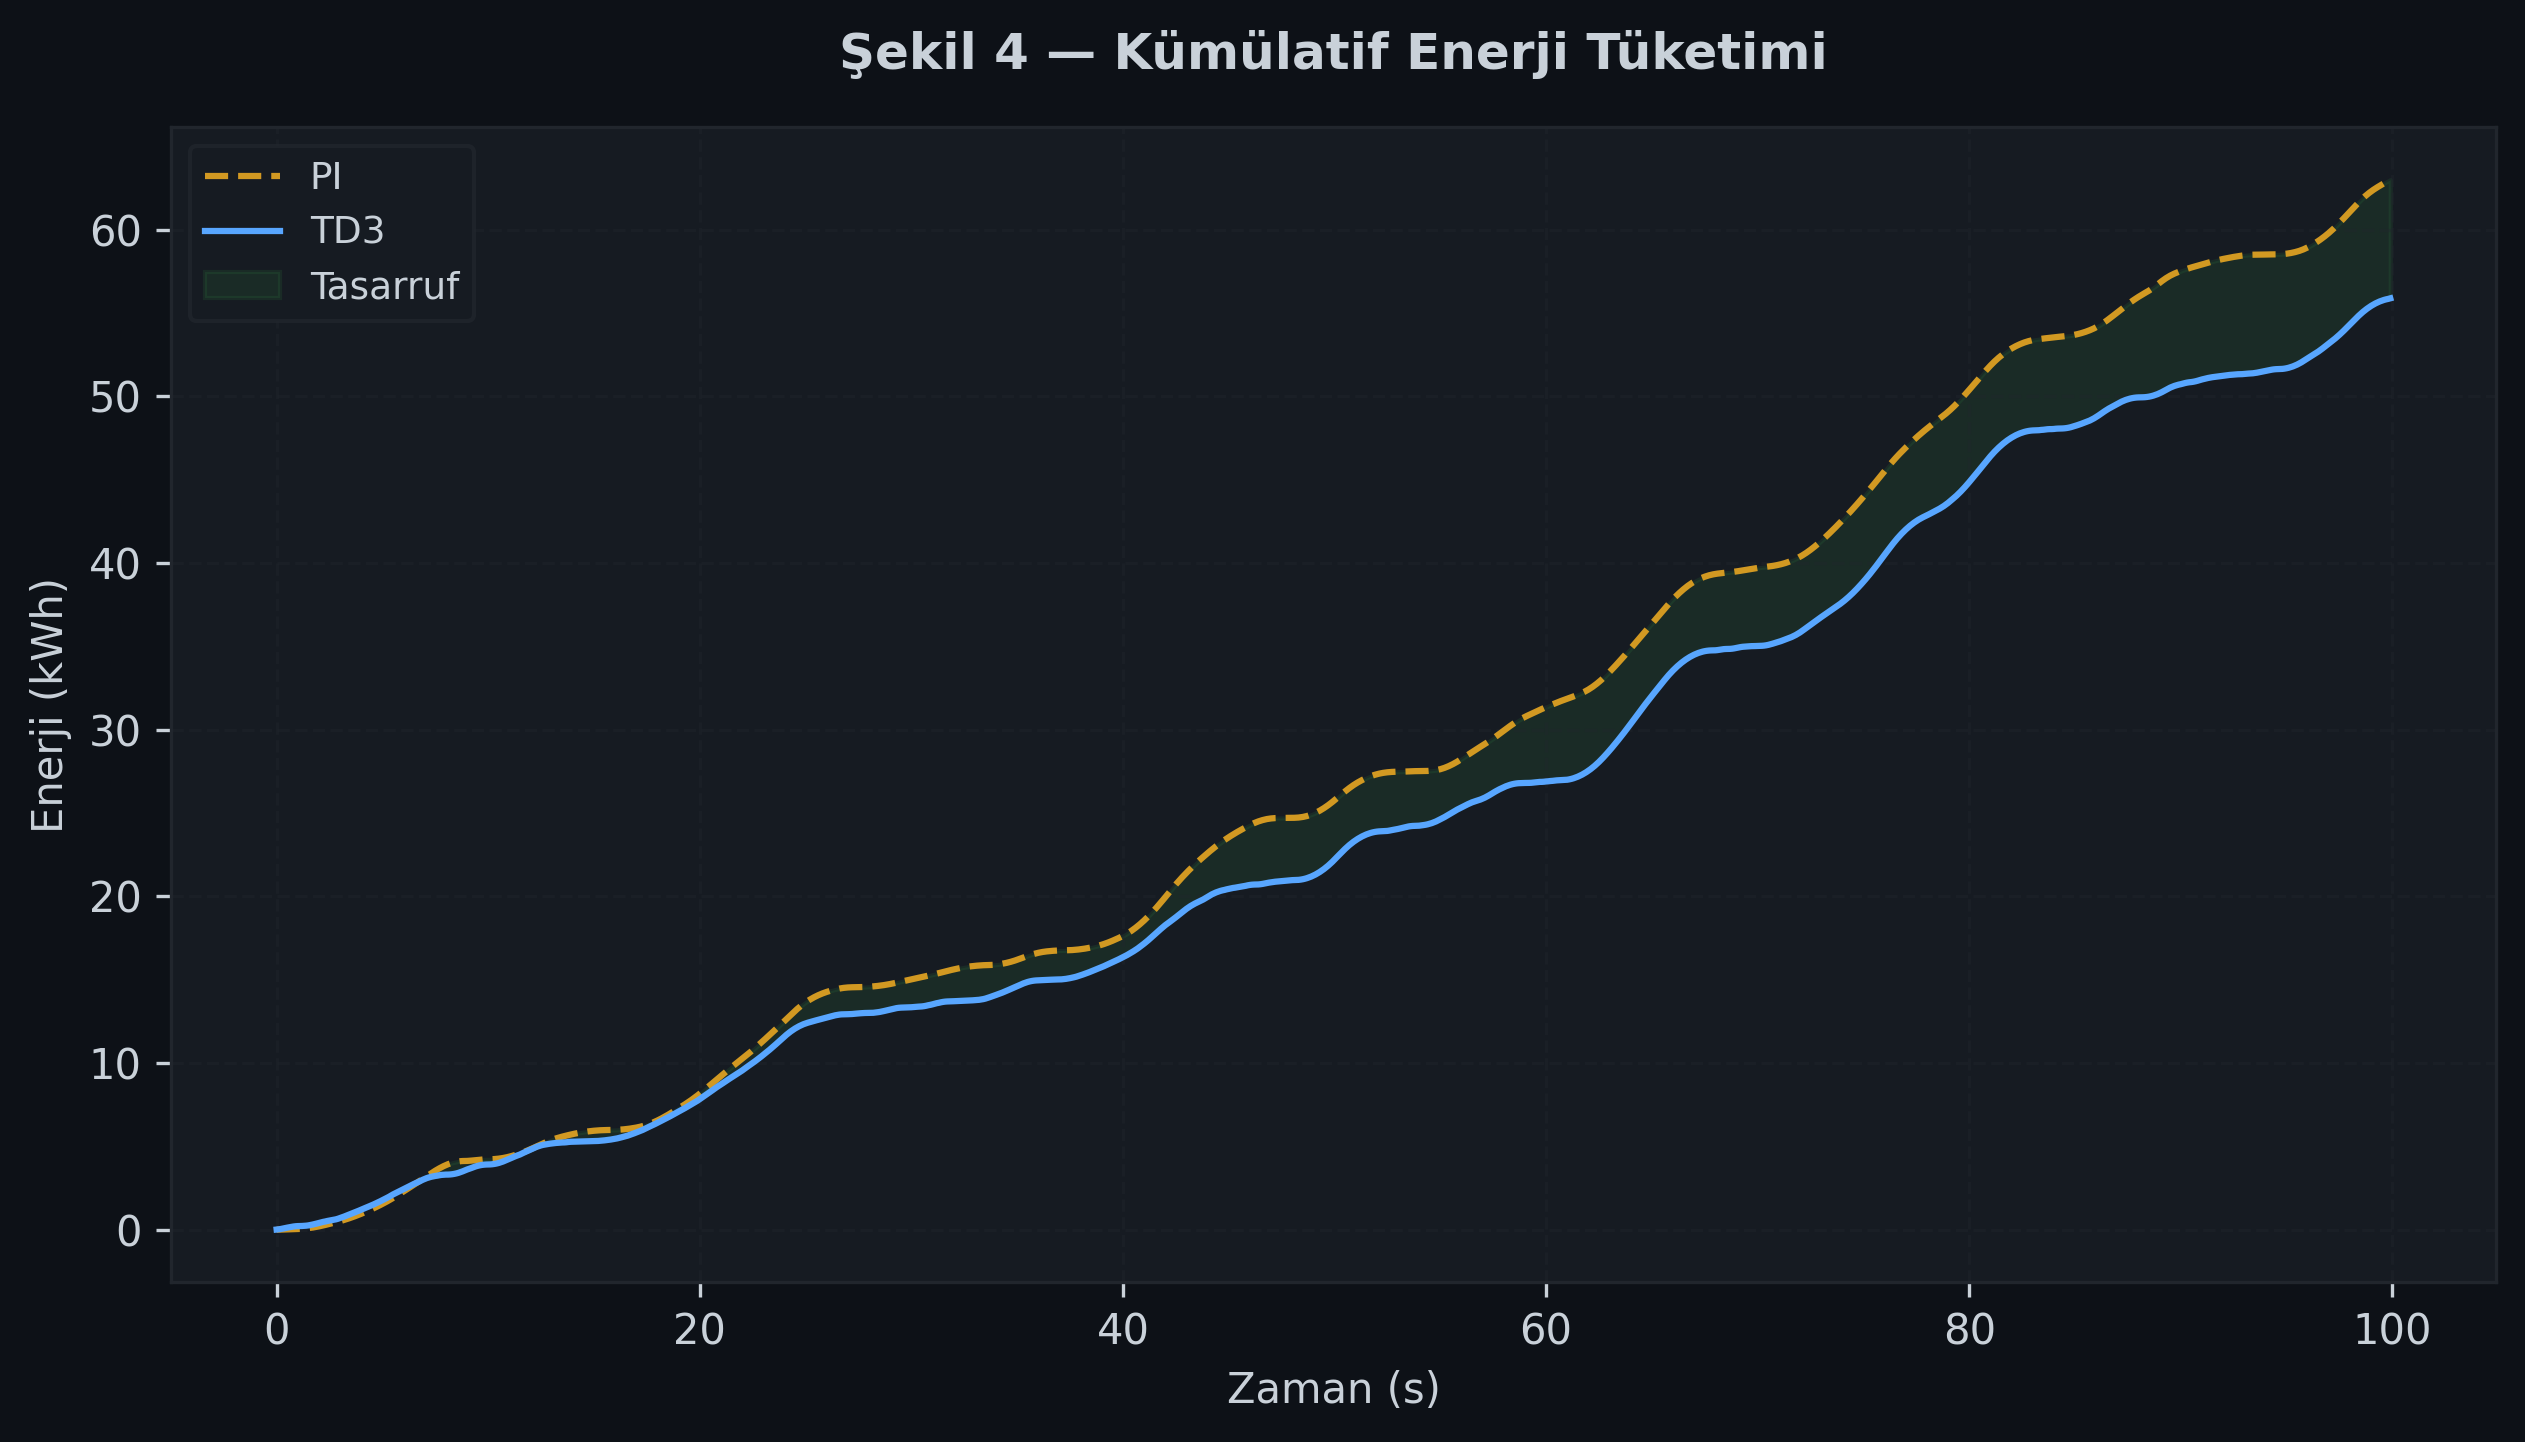 Şekil 4 — Kümülatif Enerji Tüketimi
PI
TD3
Tasarruf
Enerji (kWh)
60
50
40
30
20
10
0
0 20 40 60 80 100
Zaman (s)